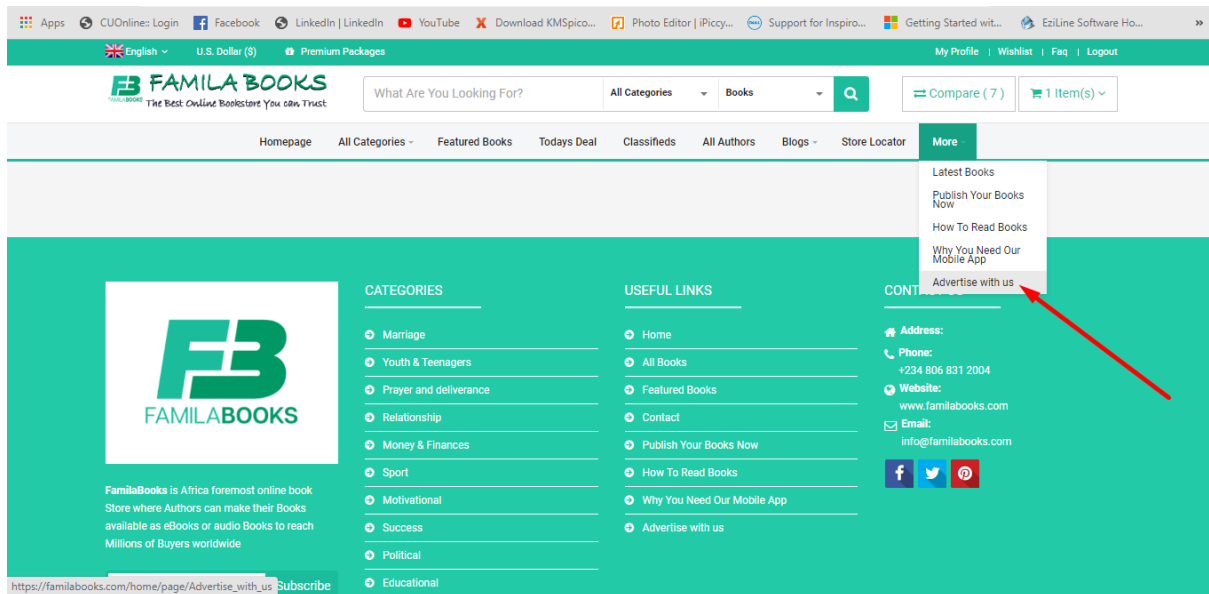 Apps CUOnline:: Login Facebook LinkedIn | LinkedIn YouTube Download KMSpico... Photo Editor | iPiccy... Support for Inspiro... Getting Started wit... EziLine Software Ho... »
English U.S. Dollar ($) Premium Packages My Profile | Wishlist | Faq | Logout
FB FAMILA BOOKS
The Best Online Bookstore You can Trust
What Are You Looking For? All Categories Books Compare ( 7 ) 1 Item(s)
Homepage All Categories Featured Books Todays Deal Classifieds All Authors Blogs Store Locator More
Latest Books
Publish Your Books
Now
How To Read Books
Why You Need Our
Mobile App
Advertise with us
FB
FAMILABOOKS
FamilaBooks is Africa foremost online book
Store where Authors can make their Books
available as eBooks or audio Books to reach
Millions of Buyers worldwide
Subscribe
CATEGORIES
Marriage
Youth & Teenagers
Prayer and deliverance
Relationship
Money & Finances
Sport
Motivational
Success
Political
Educational
USEFUL LINKS
Home
All Books
Featured Books
Contact
Publish Your Books Now
How To Read Books
Why You Need Our Mobile App
Advertise with us
Address:
Phone:
+234 806 831 2004
Website:
www.familabooks.com
Email:
info@familabooks.com
https://familabooks.com/home/page/Advertise_with_us